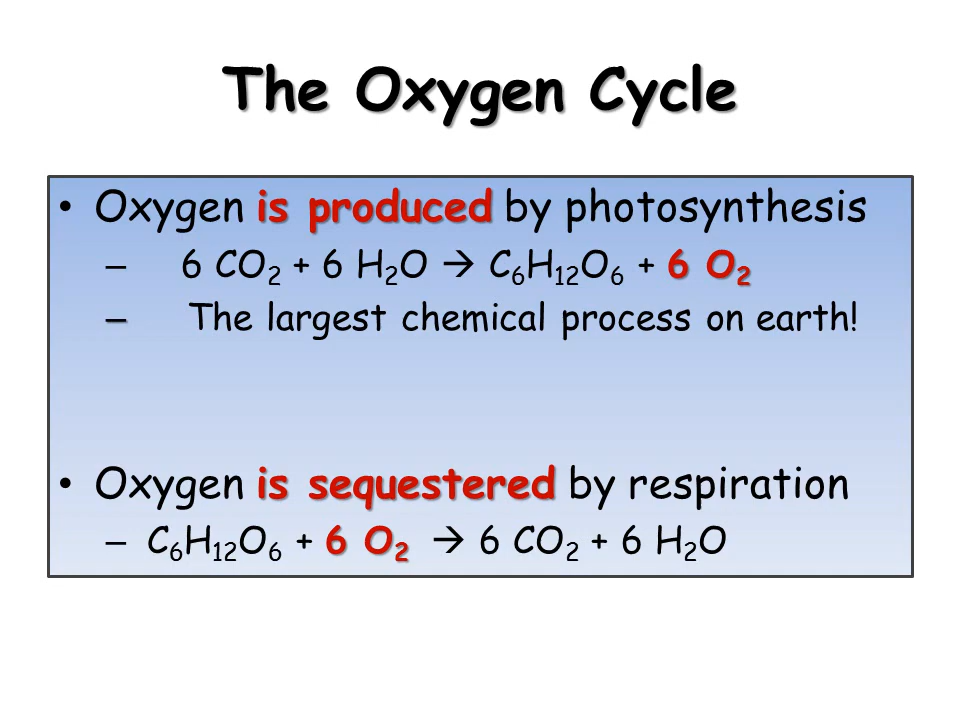 The Oxygen Cycle
• Oxygen is produced by photosynthesis
– 6 CO₂ + 6 H₂O → C₆H₁₂O₆ + 6 O₂
– The largest chemical process on earth!
• Oxygen is sequestered by respiration
– C₆H₁₂O₆ + 6 O₂ → 6 CO₂ + 6 H₂O